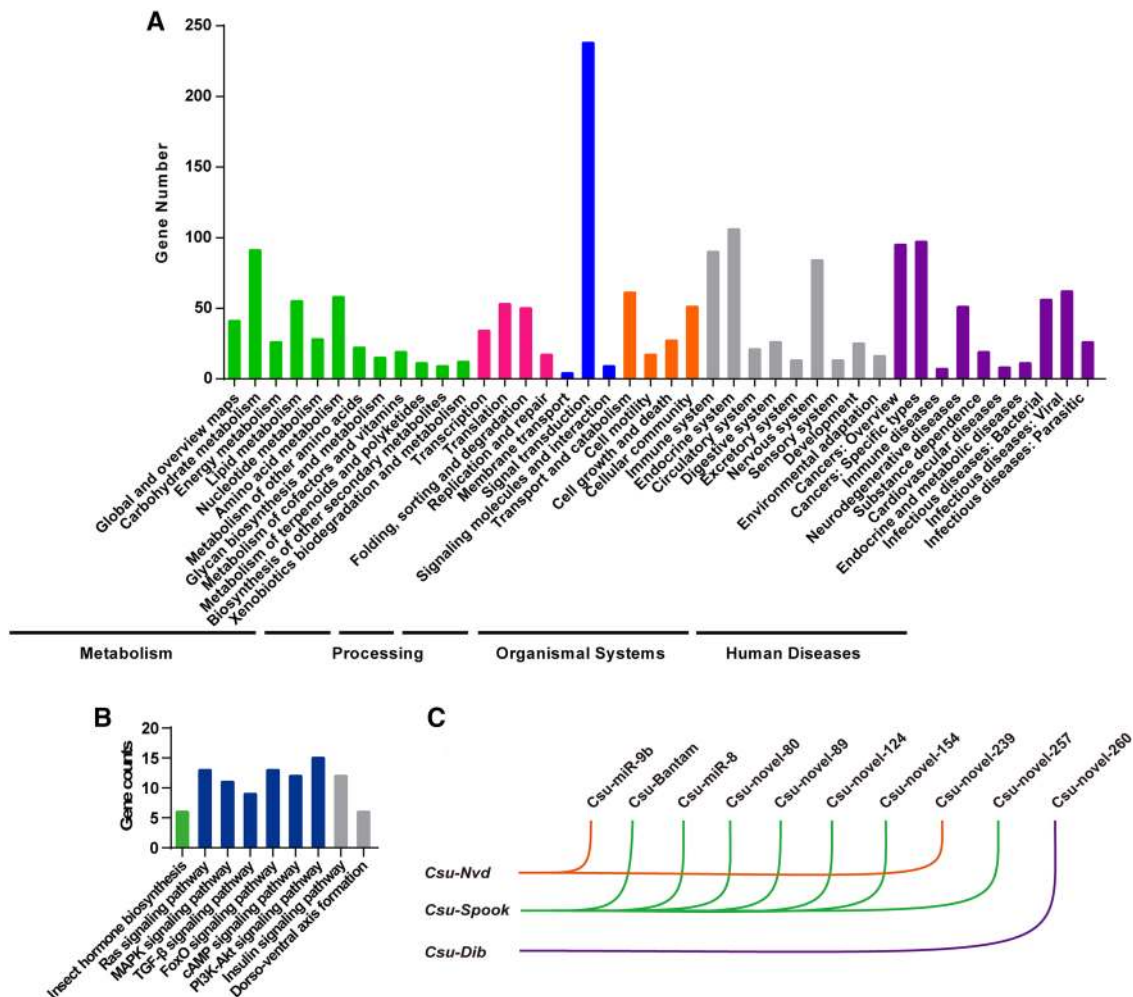 A
250
200
150
100
50
0
Gene Number
Global and overview maps
Carbohydrate metabolism
Energy metabolism
Lipid metabolism
Nucleotide metabolism
Amino acid metabolism
Metabolism of other amino acids
Glycan biosynthesis and metabolism
Metabolism of cofactors and vitamins
Metabolism of terpenoids and polyketides
Biosynthesis of other secondary metabolites
Xenobiotics biodegradation and metabolism
Transcription
Translation
Folding, sorting and degradation
Replication and repair
Membrane transport
Signal transduction
Signaling molecules and interaction
Transport and catabolism
Cell motility
Cell growth and death
Cellular community
Immune system
Endocrine system
Circulatory system
Digestive system
Excretory system
Nervous system
Sensory system
Development
Environmental adaptation
Cancers: Overview
Cancers: Specific types
Immune diseases
Neurodegenerative diseases
Substance dependence
Cardiovascular diseases
Endocrine and metabolic diseases
Infectious diseases: Bacterial
Infectious diseases: Viral
Infectious diseases: Parasitic
Metabolism
Processing
Organismal Systems
Human Diseases
B
20
15
10
5
0
Gene counts
Insect hormone biosynthesis
Ras signaling pathway
MAPK signaling pathway
TGF-β signaling pathway
FoxO signaling pathway
cAMP signaling pathway
PI3K-Akt signaling pathway
Insulin signaling pathway
Dorso-ventral axis formation
C
Csu-miR-9b
Csu-Bantam
Csu-miR-8
Csu-novel-80
Csu-novel-89
Csu-novel-124
Csu-novel-154
Csu-novel-239
Csu-novel-257
Csu-novel-260
Csu-Nvd
Csu-Spook
Csu-Dib